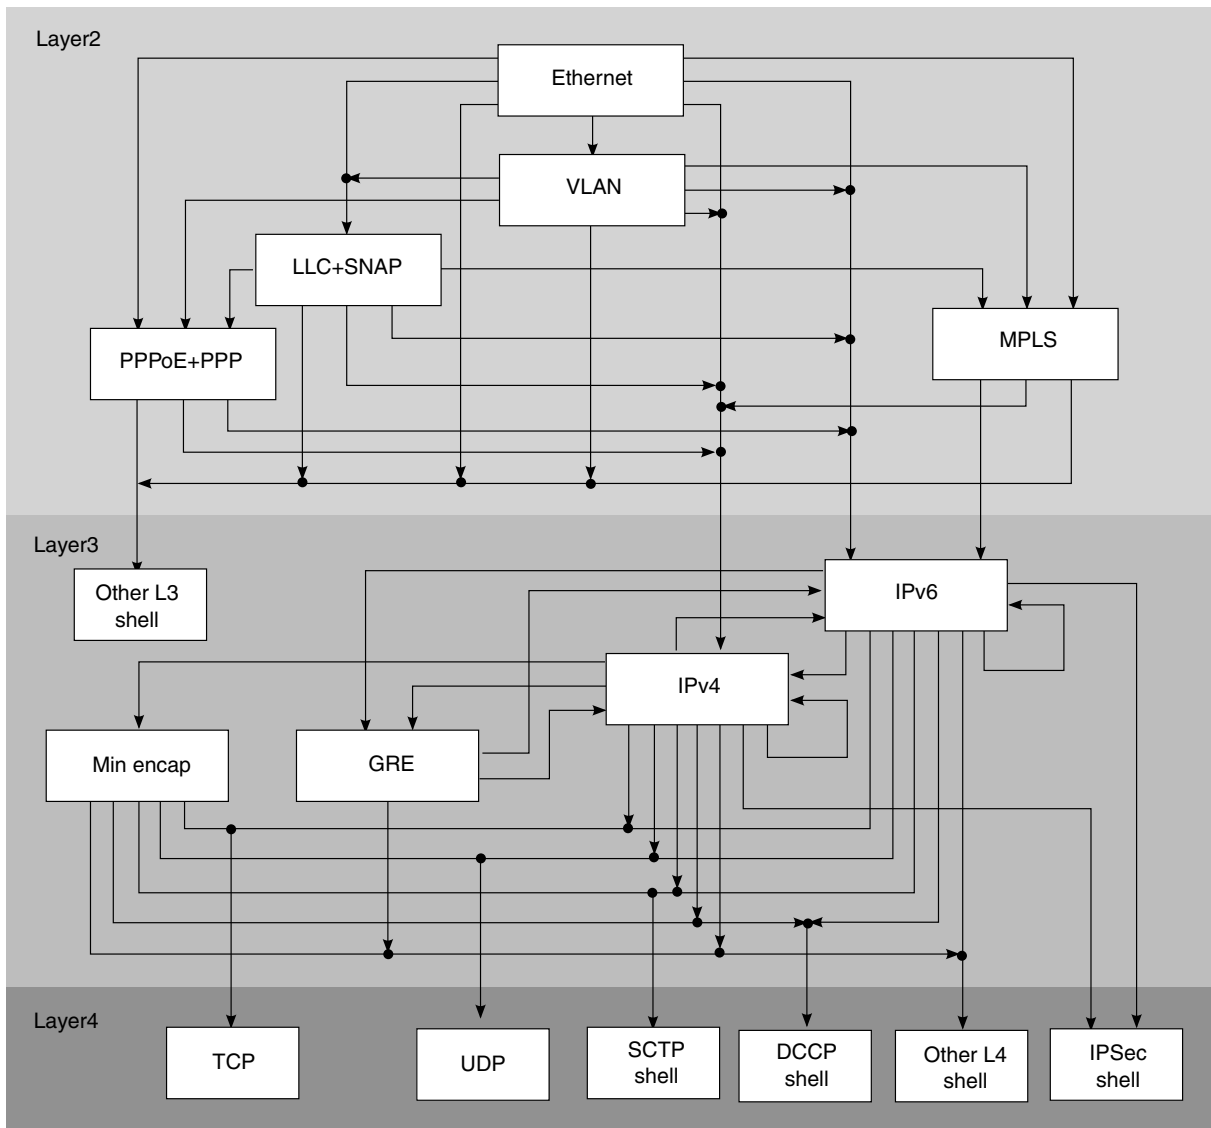 Layer2
Ethernet
VLAN
LLC+SNAP
MPLS
PPPoE+PPP
Layer3
Other L3
shell
IPv6
IPv4
Min encap
GRE
Layer4
TCP
UDP
SCTP
shell
DCCP
shell
Other L4
shell
IPSec
shell